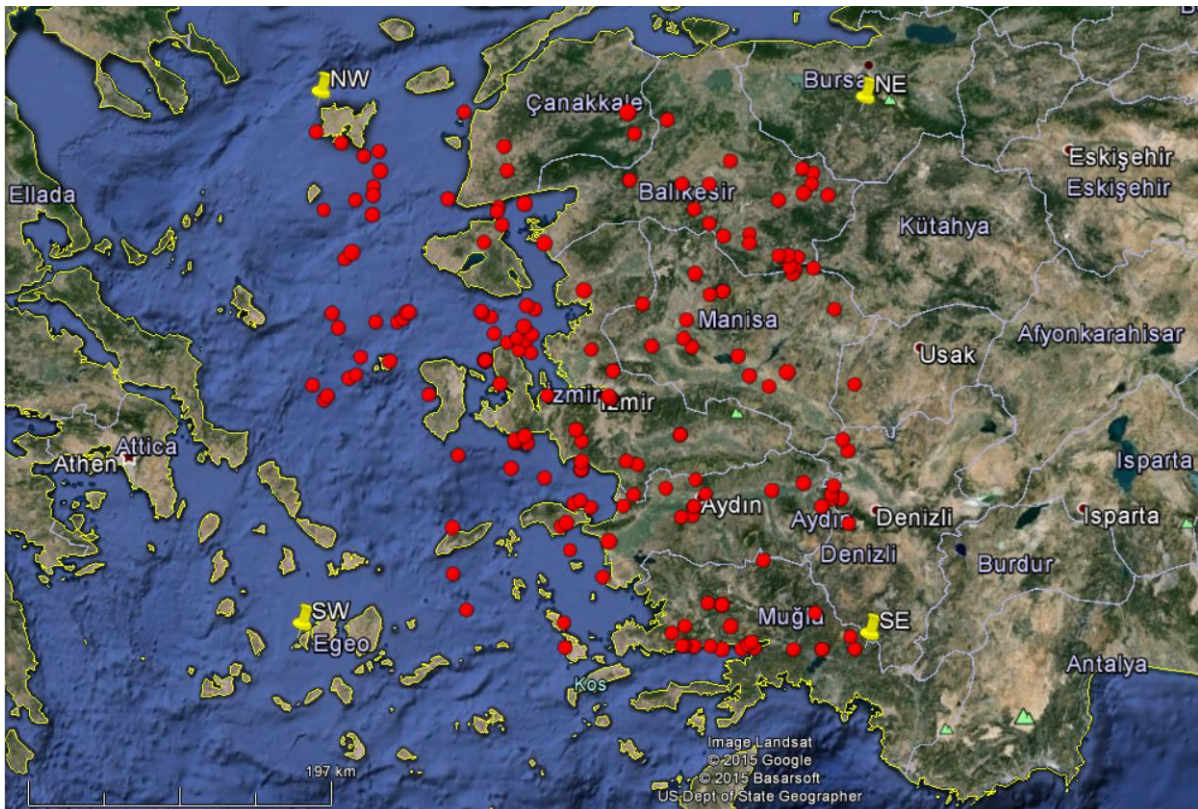 NW
Çanakkale
Bursa
NE
Eskişehir
Eskişehir
Ellada
Balıkesir
Kütahya
Manisa
Afyonkarahisar
Usak
İzmir
İzmir
Attica
Athen
Isparta
Aydın
Aydın
Denizli
Isparta
Denizli
Burdur
SW
Egeo
Muğla
SE
Antalya
Kos
Image Landsat
© 2015 Google
© 2015 Basarsoft
US Dept of State Geographer
197 km